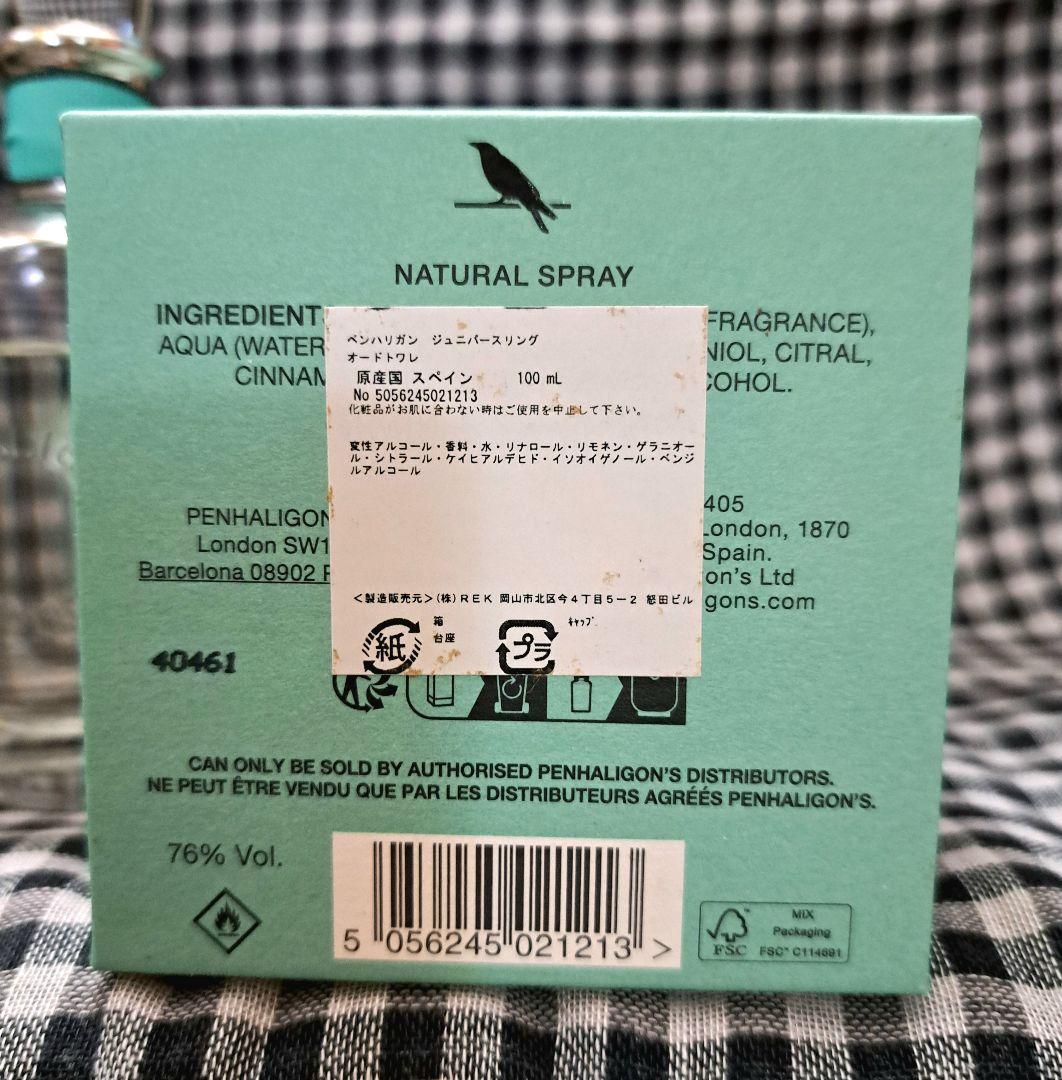 NATURAL SPRAY
INGREDIENT FRAGRANCE),
AQUA (WATER NIOL, CITRAL,
CINNAM COHOL.
ペンハリガン ジュニパースリング
オードトワレ
原産国 スペイン 100 mL
No 5056245021213
化粧品がお肌に合わない時はご使用を中止して下さい。
変性アルコール・香料・水・リナロール・リモネン・ゲラニオー
ル・シトラール・ケイヒアルデヒド・イソオイゲノール・ベンジ
ルアルコール
<製造販売元>(株)REK 岡山市北区今4丁目5-2 怒田ビル
紙 箱
台座
プラ キャップ
PENHALIGON 405
London SW1 London, 1870
Barcelona 08902 Spain.
on's Ltd
gons.com
40461
CAN ONLY BE SOLD BY AUTHORISED PENHALIGON'S DISTRIBUTORS.
NE PEUT ÊTRE VENDU QUE PAR LES DISTRIBUTEURS AGRÉÉS PENHALIGON'S.
76% Vol.
5 056245 021213 >
FSC™
MIX
Packaging
FSC™ C114691